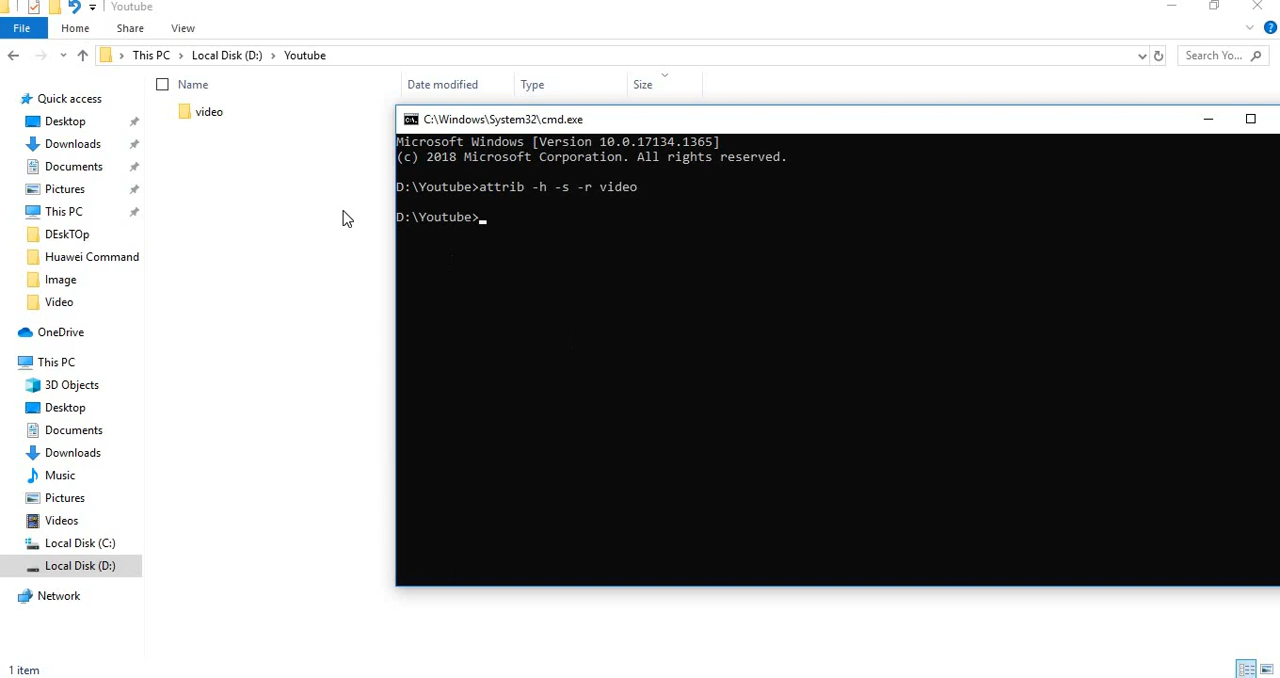 Youtube
File Home Share View
This PC Local Disk (D:) Youtube Search Yo...
Name Date modified Type Size
Quick access
video
Desktop
Downloads
Documents
Pictures
This PC
DEskTOp
Huawei Command
Image
Video
OneDrive
This PC
3D Objects
Desktop
Documents
Downloads
Music
Pictures
Videos
Local Disk (C:)
Local Disk (D:)
Network
1 item
C:\Windows\System32\cmd.exe
Microsoft Windows [Version 10.0.17134.1365]
(c) 2018 Microsoft Corporation. All rights reserved.
D:\Youtube>attrib -h -s -r video
D:\Youtube>